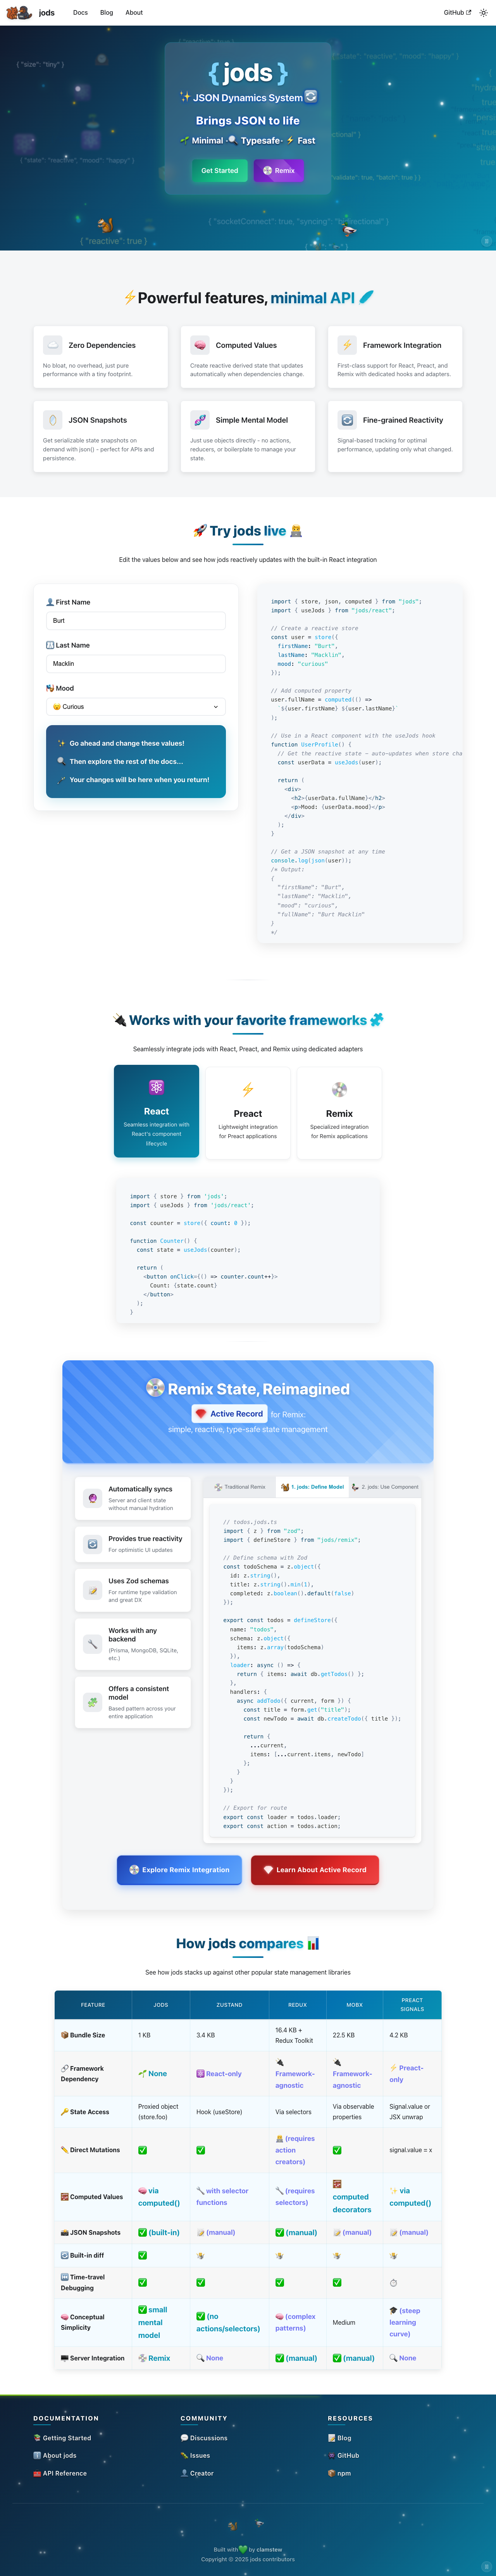 jods Docs Blog About GitHub
{ "size": "tiny" }
{ "state": "reactive", "mood": "happy" }
{ "reactive": true }
{ "socketConnect": true, "syncing":
{jods}
JSON Dynamics System
Brings JSON to life
Minimal · Typesafe · Fast
Get Started Remix
Powerful features, minimal API
Zero Dependencies
No bloat, no overhead, just pure
performance with a tiny footprint.
Computed Values
Create reactive derived state that updates
automatically when dependencies change.
Framework Integration
First-class support for React, Preact, and
Remix with dedicated hooks and adapters.
JSON Snapshots
Get serializable state snapshots on
demand with json() - perfect for APIs and
persistence.
Simple Mental Model
Just use objects directly - no actions,
reducers, or boilerplate to manage your
state.
Fine-grained Reactivity
Signal-based tracking for optimal
performance, updating only what changed.
Try jods live
Edit the values below and see how jods reactively updates with the built-in React integration
First Name
Burt
Last Name
Macklin
Mood
Curious
Go ahead and change these values!
Then explore the rest of the docs...
Your changes will be here when you return!
import { store, json, computed } from "jods";
import { useJods } from "jods/react";
// Create a reactive store
const user = store({
firstName: "Burt",
lastName: "Macklin",
mood: "curious"
});
// Add computed property
user.fullName = computed(() =>
`${user.firstName} ${user.lastName}`
);
// Use in a React component with the useJods hook
function UserProfile() {
// Get the reactive state - auto-updates when store cha
const userData = useJods(user);
return (
<div>
<h2>{userData.fullName}</h2>
<p>Mood: {userData.mood}</p>
</div>
);
}
// Get a JSON snapshot at any time
console.log(json(user));
/* Output:
{
"firstName": "Burt",
"lastName": "Macklin",
"mood": "curious",
"fullName": "Burt Macklin"
}
*/
Works with your favorite frameworks
Seamlessly integrate jods with React, Preact, and Remix using dedicated adapters
React
Seamless integration with
React's component
lifecycle
Preact
Lightweight integration
for Preact applications
Remix
Specialized integration
for Remix applications
import { store } from 'jods';
import { useJods } from 'jods/react';
const counter = store({ count: 0 });
function Counter() {
const state = useJods(counter);
return (
<button onClick={() => counter.count++}>
Count: {state.count}
</button>
);
}
Remix State, Reimagined
Active Record for Remix:
simple, reactive, type-safe state management
Automatically syncs
Server and client state
without manual hydration
Provides true reactivity
For optimistic UI updates
Uses Zod schemas
For runtime type validation
and great DX
Works with any
backend
(Prisma, MongoDB, SQLite,
etc.)
Offers a consistent
model
Based pattern across your
entire application
Traditional Remix 1. jods: Define Model 2. jods: Use Component
// todos.jods.ts
import { z } from "zod";
import { defineStore } from "jods/remix";
// Define schema with Zod
const todoSchema = z.object({
id: z.string(),
title: z.string().min(1),
completed: z.boolean().default(false)
});
export const todos = defineStore({
name: "todos",
schema: z.object({
items: z.array(todoSchema)
}),
loader: async () => {
return { items: await db.getTodos() };
},
handlers: {
async addTodo({ current, form }) {
const title = form.get("title");
const newTodo = await db.createTodo({ title });
return {
...current,
items: [...current.items, newTodo]
};
}
}
});
// Export for route
export const loader = todos.loader;
export const action = todos.action;
Explore Remix Integration Learn About Active Record
How jods compares
See how jods stacks up against other popular state management libraries
FEATURE JODS ZUSTAND REDUX MOBX PREACT SIGNALS
Bundle Size 1 KB 3.4 KB 16.4 KB + Redux Toolkit 22.5 KB 4.2 KB
Framework Dependency None React-only Framework-agnostic Framework-agnostic Preact-only
State Access Proxied object (store.foo) Hook (useStore) Via selectors Via observable properties Signal.value or JSX unwrap
Direct Mutations ✅ ✅ (requires action creators) ✅ signal.value = x
Computed Values via computed() with selector functions (requires selectors) computed decorators via computed()
JSON Snapshots ✅ (built-in) (manual) ✅ (manual) (manual) (manual)
Built-in diff ✅
Time-travel Debugging ✅ ✅ ✅ ✅
Conceptual Simplicity ✅ small mental model ✅ (no actions/selectors) (complex patterns) Medium (steep learning curve)
Server Integration Remix None ✅ (manual) ✅ (manual) None
DOCUMENTATION
Getting Started
About jods
API Reference
COMMUNITY
Discussions
Issues
Creator
RESOURCES
Blog
GitHub
npm
Built with 💚 by clamstew
Copyright © 2025 jods contributors